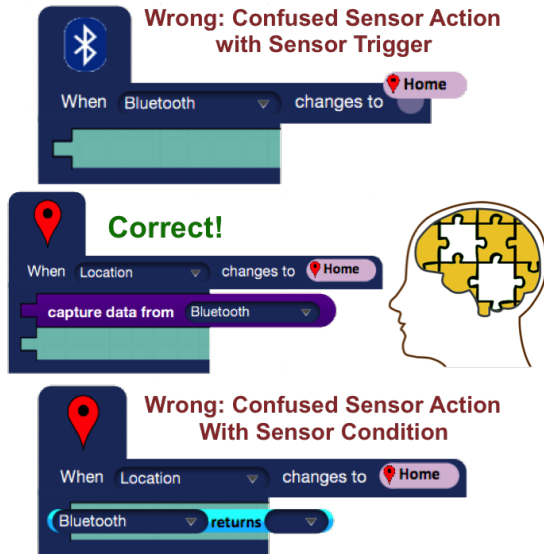 Wrong: Confused Sensor Action
with Sensor Trigger
When Bluetooth changes to Home
Correct!
When Location changes to Home
capture data from Bluetooth
Wrong: Confused Sensor Action
With Sensor Condition
When Location changes to Home
Bluetooth returns